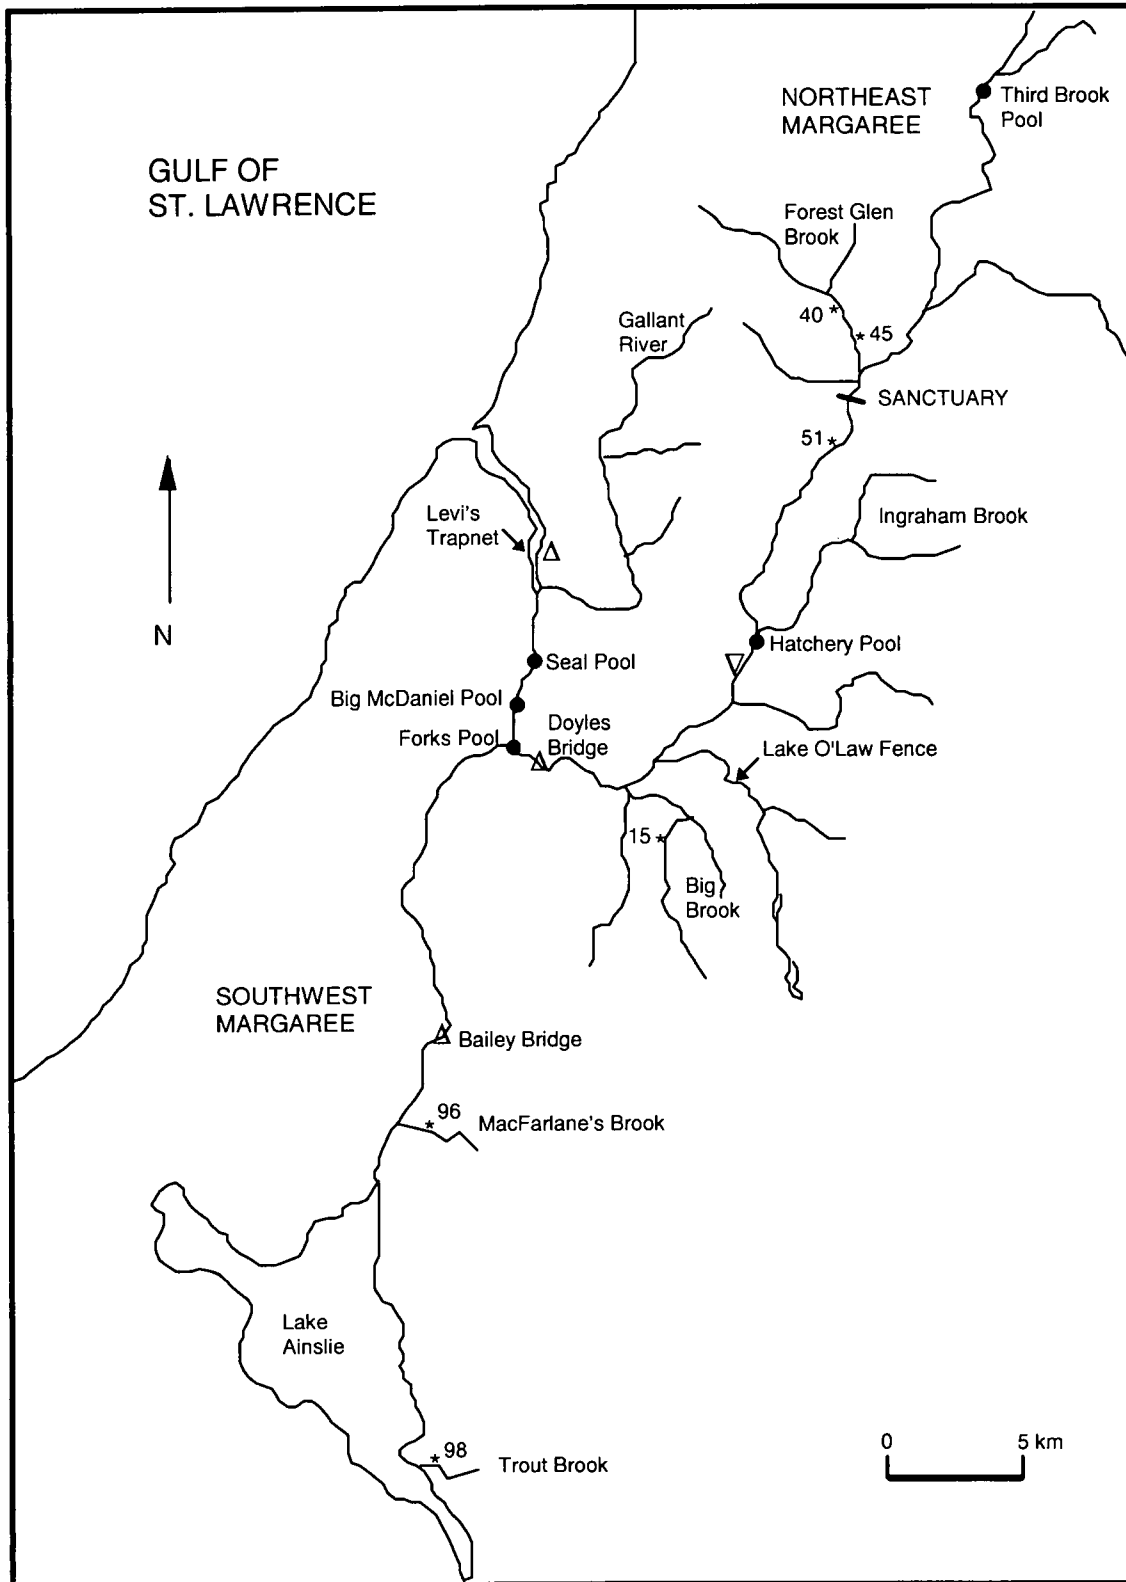 NORTHEAST
MARGAREE
Third Brook
Pool
GULF OF
ST. LAWRENCE
Forest Glen
Brook
40 *
* 45
Gallant
River
SANCTUARY
51 *
Levi's
Trapnet
Ingraham Brook
N
Hatchery Pool
Seal Pool
Big McDaniel Pool
Forks Pool
Doyles
Bridge
Lake O'Law Fence
15 *
Big
Brook
SOUTHWEST
MARGAREE
Bailey Bridge
* 96
MacFarlane's Brook
Lake
Ainslie
* 98
Trout Brook
0 5 km